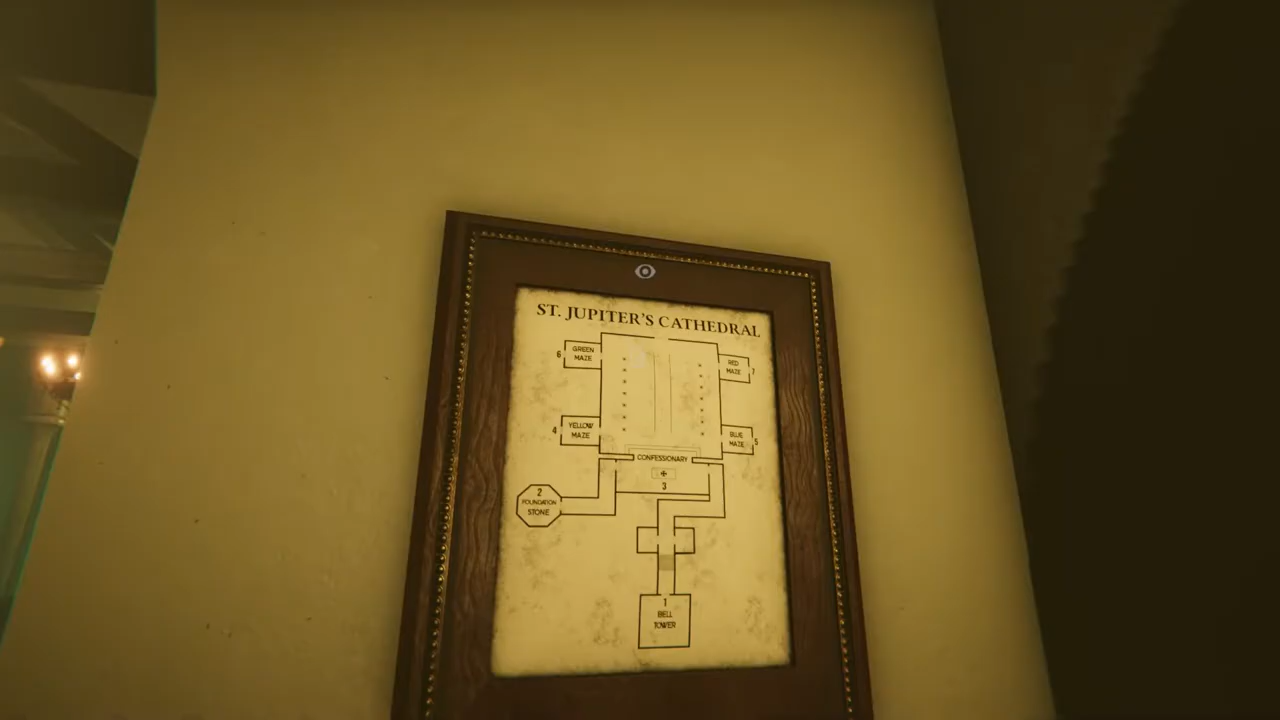 ST. JUPITER'S CATHEDRAL
6
GREEN
MAZE
RED
MAZE
7
4
YELLOW
MAZE
BLUE
MAZE
5
CONFESSIONARY
3
2
FOUNDATION
STONE
1
BELL
TOWER